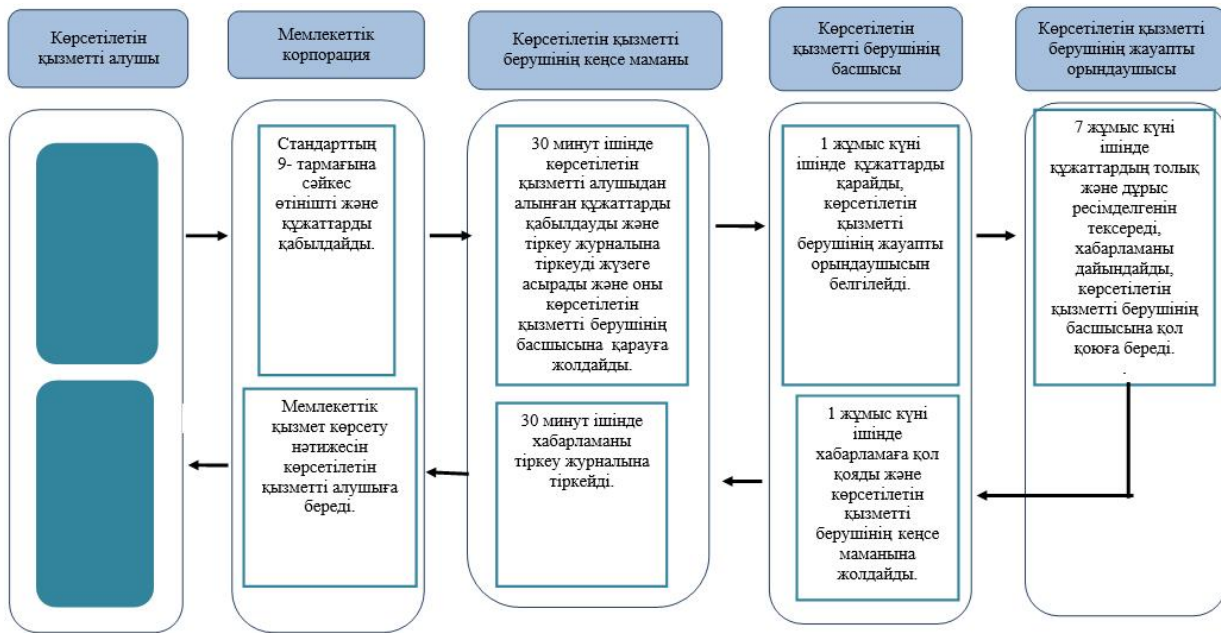 Көрсетілетін
қызметті алушы
Мемлекеттік
корпорация
Көрсетілетін қызметті
берушінің кеңсе маманы
Көрсетілетін
қызметті берушінің
басшысы
Көрсетілетін қызметті
берушінің жауапты
орындаушысы
Стандарттың
9- тармағына
сәйкес
өтінішті және
құжаттарды
қабылдайды.
30 минут ішінде
көрсетілетін
қызметті алушыдан
алынған құжаттарды
қабылдауды және
тіркеу журналына
тіркеуді жүзеге
асырады және оны
көрсетілетін
қызметті берушінің
басшысына қарауға
жолдайды.
1 жұмыс күні
ішінде құжаттарды
қарайды,
көрсетілетін
қызметті
берушінің жауапты
орындаушысын
белгілейді.
7 жұмыс күні
ішінде
құжаттардың толық
және дұрыс
ресімделгенін
тексереді,
хабарламаны
дайындайды,
көрсетілетін
қызметті берушінің
басшысына қол
қоюға береді.
.
Мемлекеттік
қызмет көрсету
нәтижесін
көрсетілетін
қызметті алушыға
береді.
30 минут ішінде
хабарламаны
тіркеу журналына
тіркейді.
1 жұмыс күні
ішінде
хабарламаға қол
қояды және
көрсетілетін
қызметті
берушінің кеңсе
маманына
жолдайды.